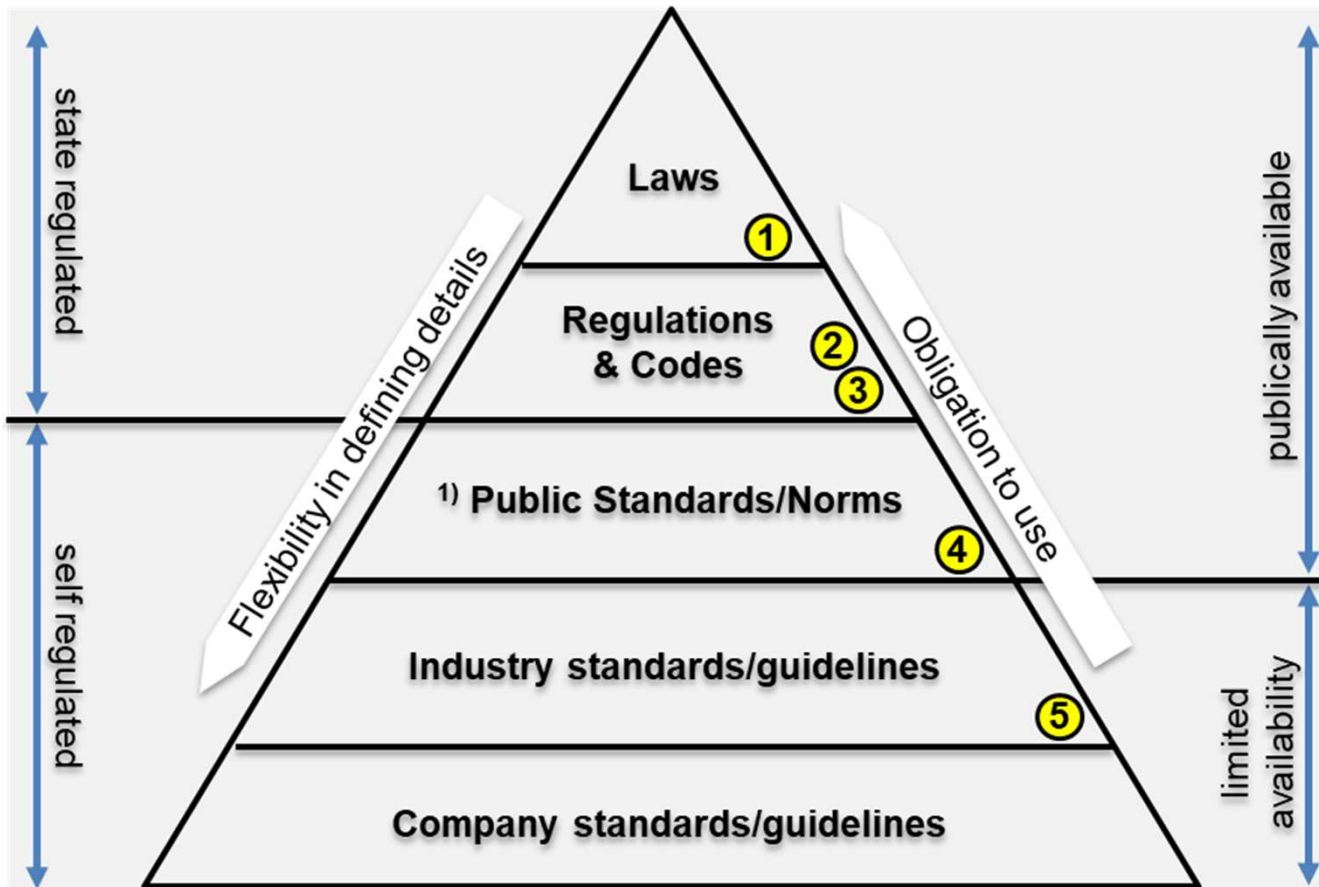 state regulated
self regulated
Flexibility in defining details
Laws
1
Regulations
& Codes
2
3
1) Public Standards/Norms
4
Industry standards/guidelines
5
Company standards/guidelines
Obligation to use
publically available
limited
availability